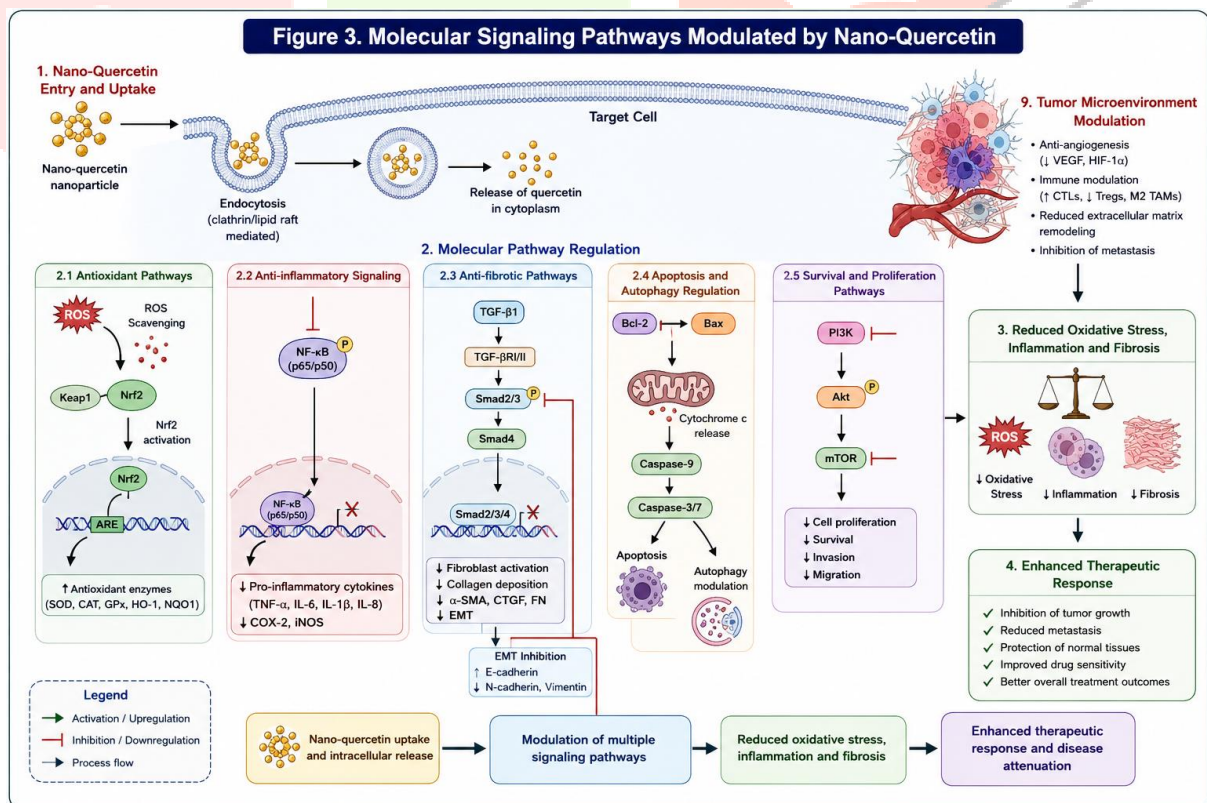 Figure 3. Molecular Signaling Pathways Modulated by Nano-Quercetin
1. Nano-Quercetin
Entry and Uptake
Nano-quercetin
nanoparticle
Endocytosis
(clathrin/lipid raft
mediated)
Target Cell
Release of quercetin
in cytoplasm
9. Tumor Microenvironment
Modulation
• Anti-angiogenesis
(↓ VEGF, HIF-1α)
• Immune modulation
(↑ CTLs, ↓ Tregs, M2 TAMs)
• Reduced extracellular matrix
remodeling
• Inhibition of metastasis
2. Molecular Pathway Regulation
2.1 Antioxidant Pathways
ROS
ROS
Scavenging
Keap1
Nrf2
Nrf2
activation
Nrf2
ARE
↑ Antioxidant enzymes
(SOD, CAT, GPx, HO-1, NQO1)
2.2 Anti-inflammatory Signaling
NF-κB
(p65/p50)
P
NF-κB
(p65/p50)
↓ Pro-inflammatory cytokines
(TNF-α, IL-6, IL-1β, IL-8)
↓ COX-2, iNOS
2.3 Anti-fibrotic Pathways
TGF-β1
TGF-βRI/II
Smad2/3
P
Smad4
Smad2/3/4
↓ Fibroblast activation
↓ Collagen deposition
↓ α-SMA, CTGF, FN
↓ EMT
EMT Inhibition
↑ E-cadherin
↓ N-cadherin, Vimentin
2.4 Apoptosis and
Autophagy Regulation
Bcl-2
Bax
Cytochrome c
release
Caspase-9
Caspase-3/7
Apoptosis
Autophagy
modulation
2.5 Survival and Proliferation
Pathways
PI3K
Akt
P
mTOR
↓ Cell proliferation
↓ Survival
↓ Invasion
↓ Migration
3. Reduced Oxidative Stress,
Inflammation and Fibrosis
ROS
↓ Oxidative
Stress
↓ Inflammation
↓ Fibrosis
4. Enhanced Therapeutic
Response
✓ Inhibition of tumor growth
✓ Reduced metastasis
✓ Protection of normal tissues
✓ Improved drug sensitivity
✓ Better overall treatment outcomes
Legend
Activation / Upregulation
Inhibition / Downregulation
Process flow
Nano-quercetin uptake
and intracellular release
Modulation of multiple
signaling pathways
Reduced oxidative stress,
inflammation and fibrosis
Enhanced therapeutic
response and disease
attenuation